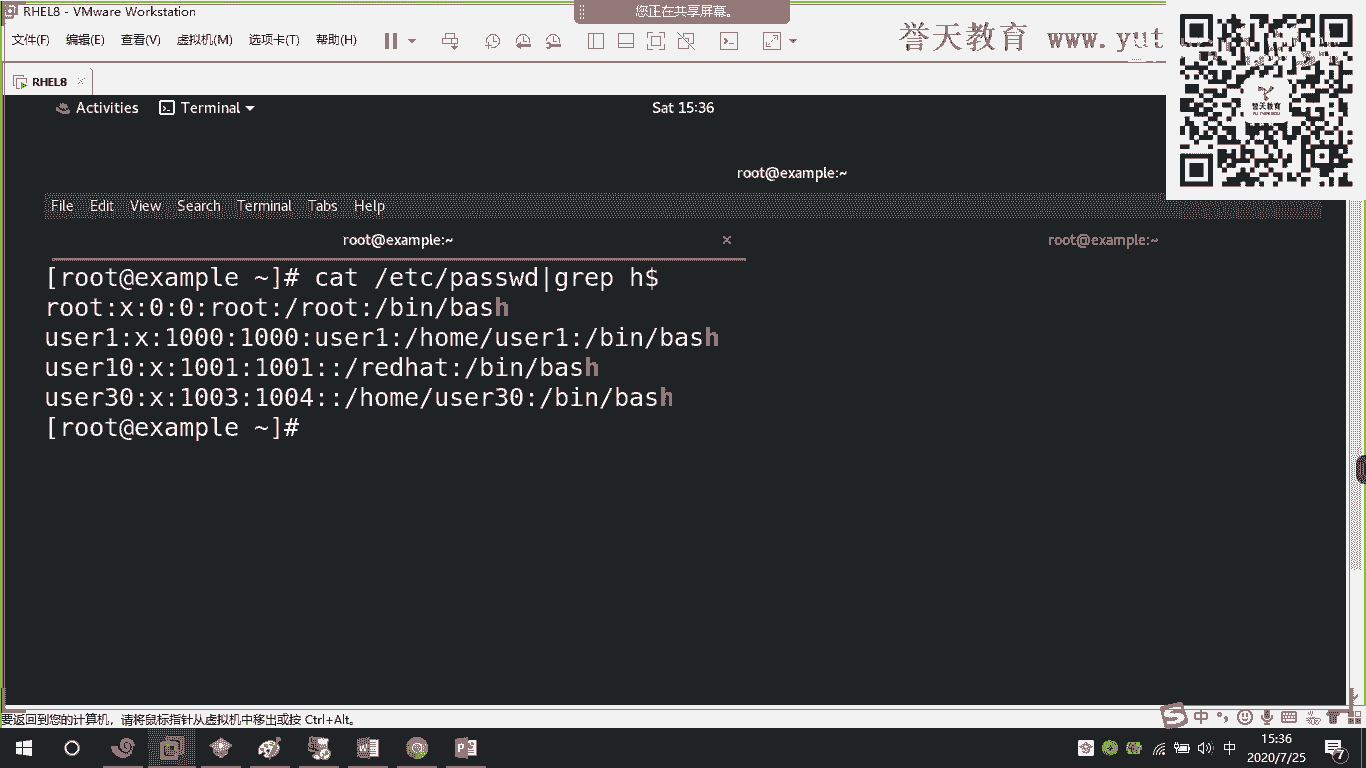 RHEL8 - VMware Workstation
您正在共享屏幕。
文件(F) 编辑(E) 查看(V) 虚拟机(M) 选项卡(T) 帮助(H)
誉天教育 www.yut
誉天教育
RHEL8
Activities Terminal Sat 15:36
root@example:~
File Edit View Search Terminal Tabs Help
root@example:~ root@example:~
[root@example ~]# cat /etc/passwd|grep h$
root:x:0:0:root:/root:/bin/bash
user1:x:1000:1000:user1:/home/user1:/bin/bash
user10:x:1001:1001::/redhat:/bin/bash
user30:x:1003:1004::/home/user30:/bin/bash
[root@example ~]#
要返回到您的计算机，请将鼠标指针从虚拟机中移出或按 Ctrl+Alt。
中
中 15:36
2020/7/25
7